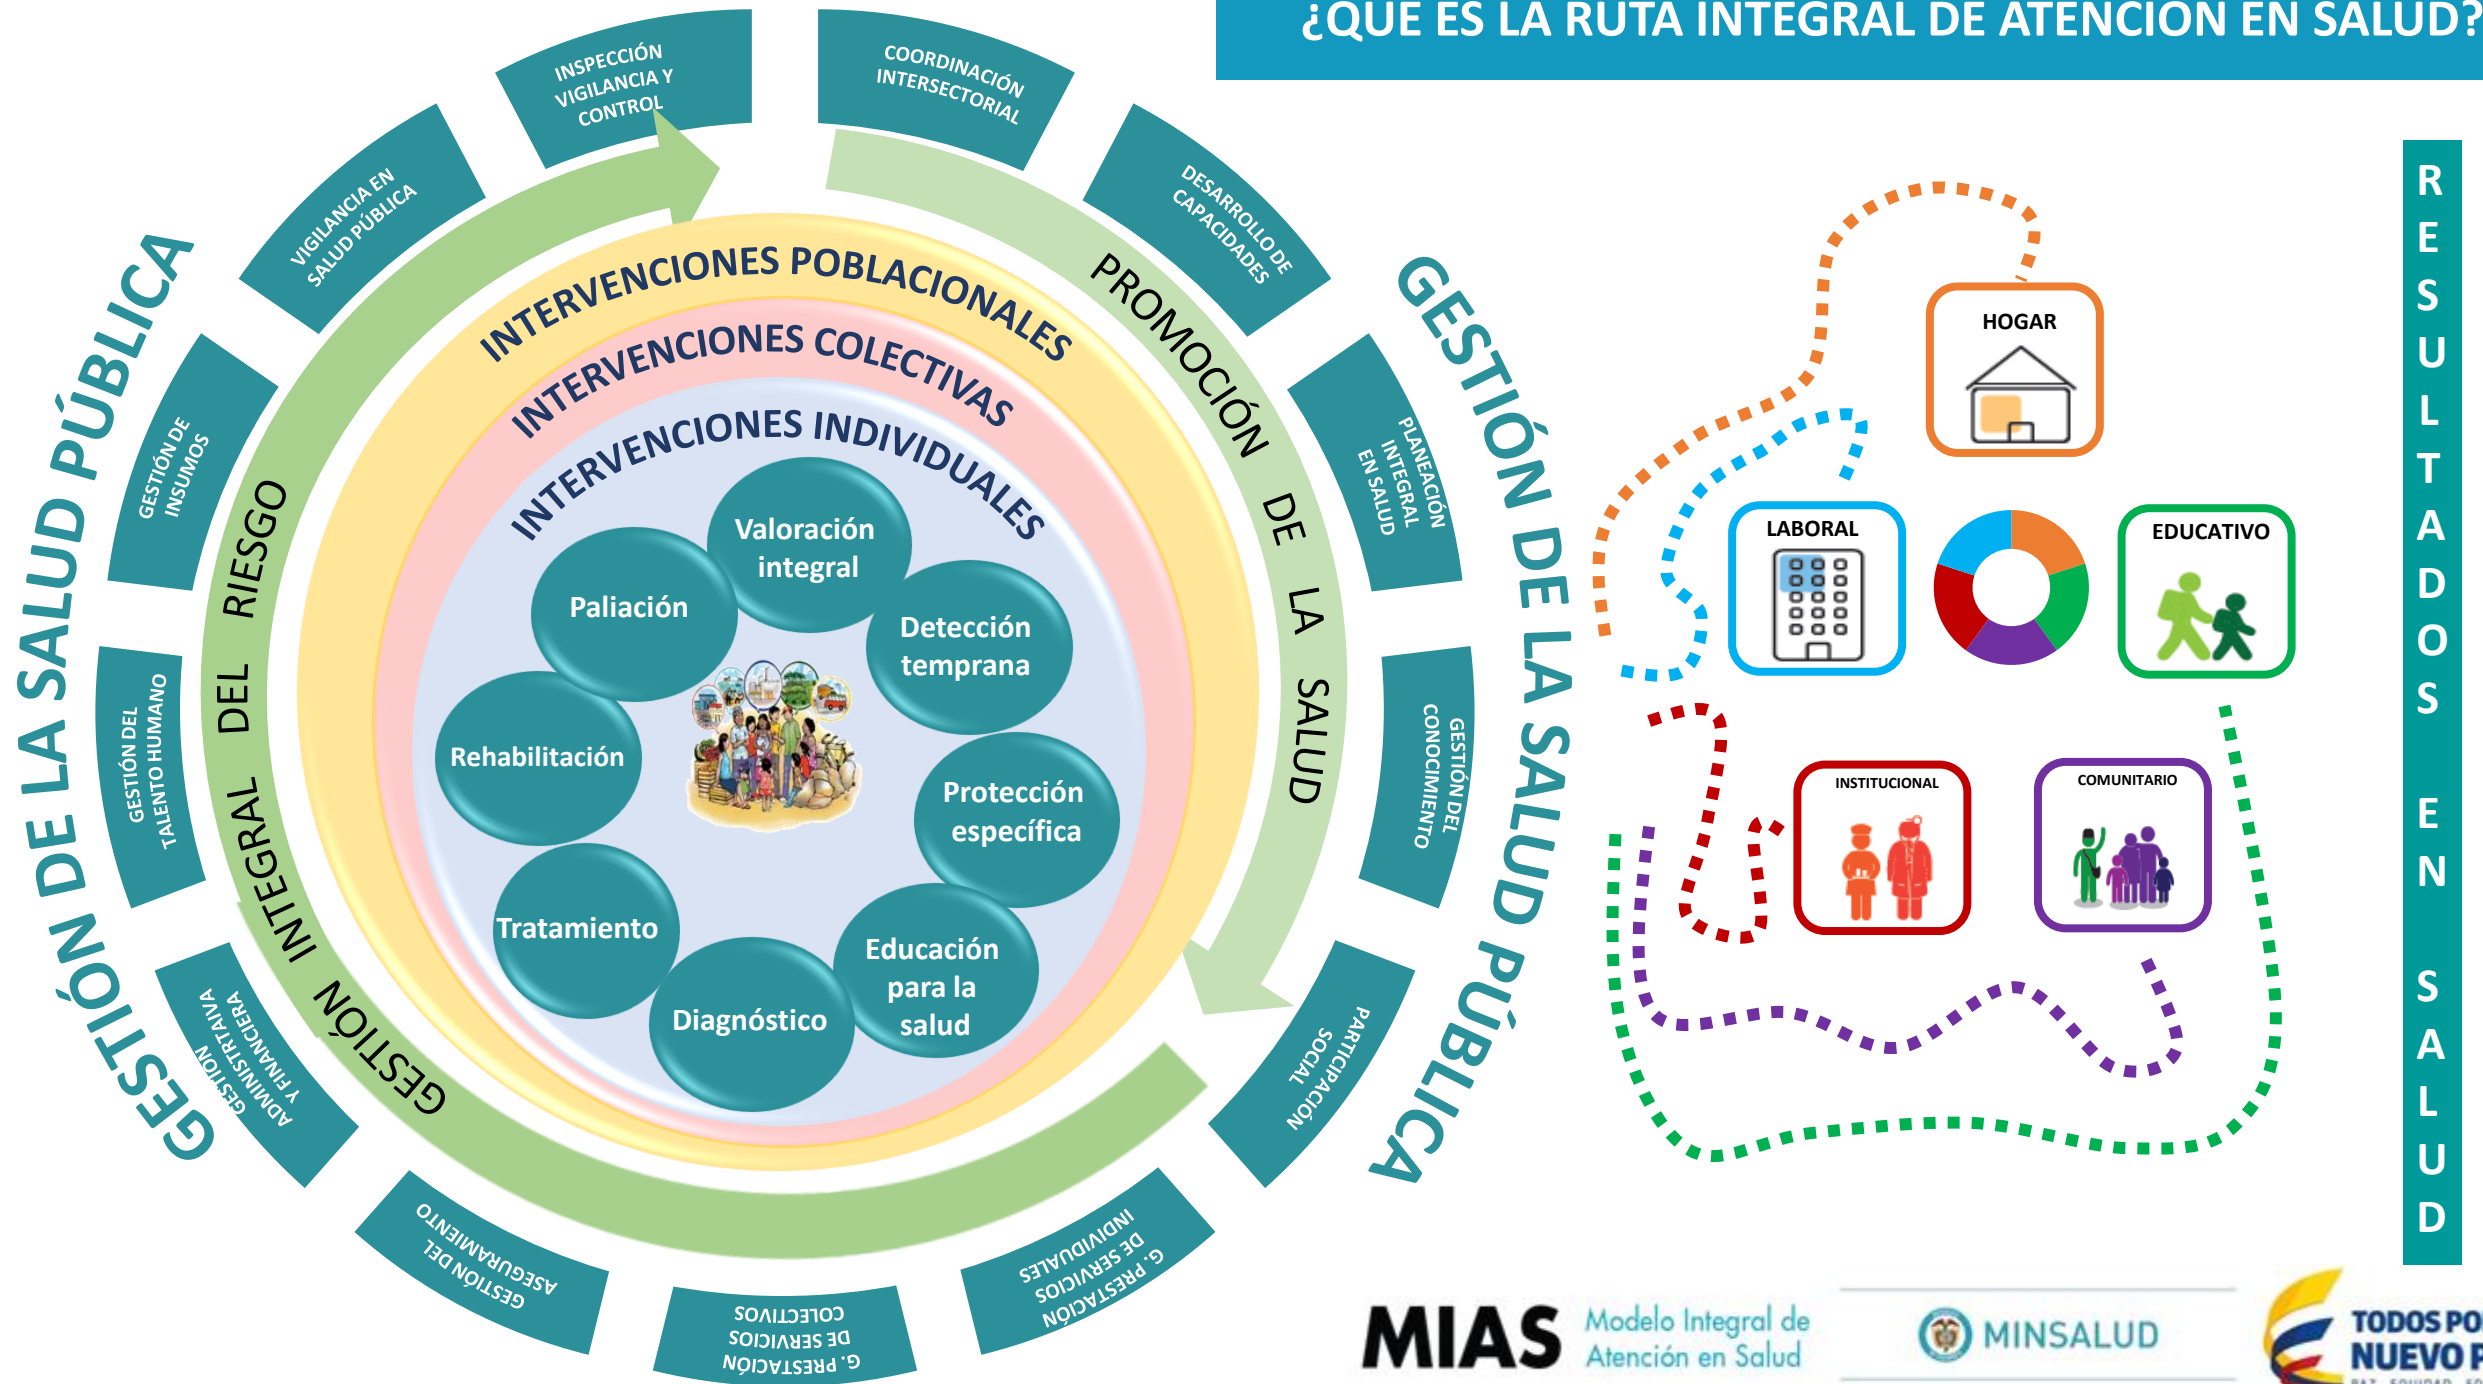 ¿QUE ES LA RUTA INTEGRAL DE ATENCION EN SALUD?
INSPECCIÓN
VIGILANCIA Y
CONTROL
COORDINACIÓN
INTERSECTORIAL
DESARROLLO DE
CAPACIDADES
PLANEACIÓN
INTEGRAL
EN SALUD
GESTIÓN DEL
CONOCIMIENTO
PARTICIPACIÓN
SOCIAL
G. PRESTACIÓN
DE SERVICIOS
INDIVIDUALES
G. PRESTACIÓN
DE SERVICIOS
COLECTIVOS
GESTIÓN DEL
ASEGURAMIENTO
GESTIÓN
ADMINISTRTAIVA
Y FINANCIERA
GESTIÓN DEL
TALENTO HUMANO
GESTIÓN DE
INSUMOS
VIGILANCIA EN
SALUD PÚBLICA
GESTIÓN DE LA SALUD PÚBLICA
GESTIÓN DE LA SALUD PÚBLICA
GESTIÓN INTEGRAL DEL RIESGO
PROMOCIÓN DE LA SALUD
INTERVENCIONES POBLACIONALES
INTERVENCIONES COLECTIVAS
INTERVENCIONES INDIVIDUALES
Valoración
integral
Detección
temprana
Protección
específica
Educación
para la
salud
Diagnóstico
Tratamiento
Rehabilitación
Paliación
HOGAR
LABORAL
EDUCATIVO
INSTITUCIONAL
COMUNITARIO
RESULTADOS EN SALUD
MIAS
Modelo Integral de
Atención en Salud
MINSALUD
TODOS PO
NUEVO P